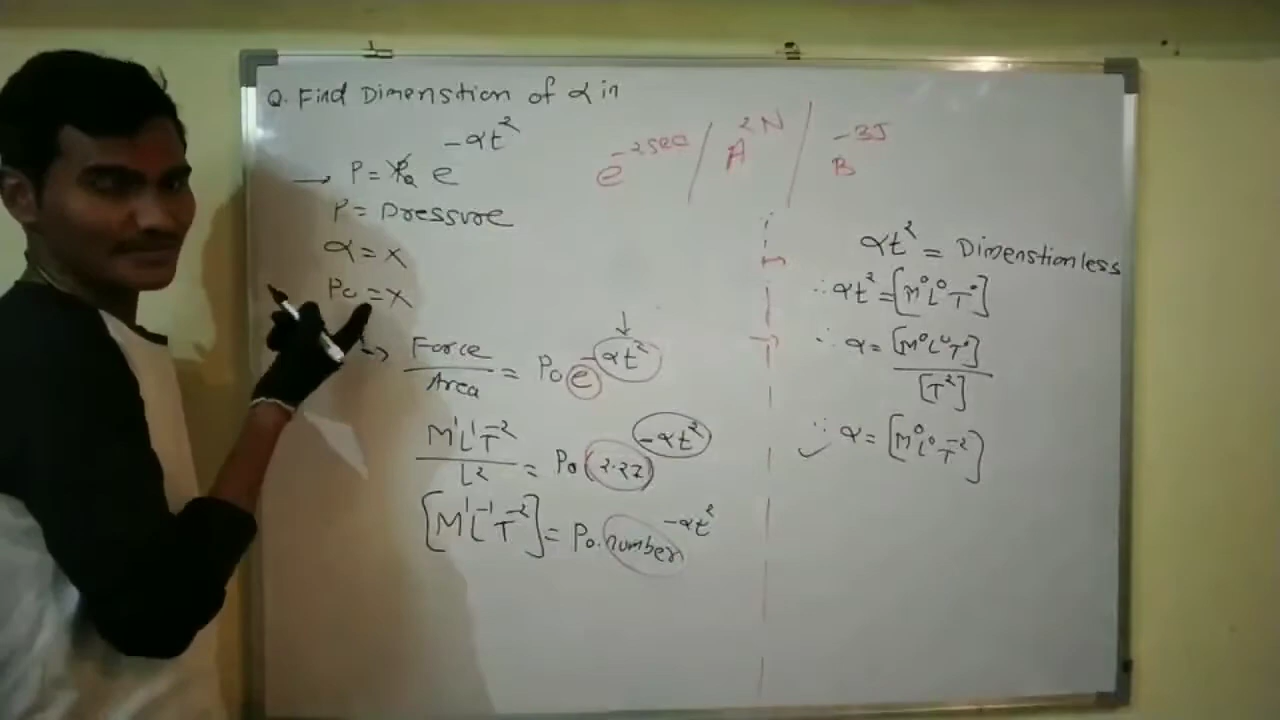 Q. Find Dimenstion of α in
→ P = P₀ e^{-αt²}
e^{-2sec} / A^{2N} / B^{-3J}
P = Pressure
α = x
P₀ = x
→ Force/Area = P₀ e^{-αt²}
M¹L¹T⁻²/L² = P₀ (2.27)^{-αt²}
[M¹L⁻¹T⁻²] = P₀. number^{-αt²}
αt² = Dimenstionless
∴ αt² = [M⁰L⁰T⁰]
∴ α = [M⁰L⁰T⁰]/[T²]
∴ α = [M⁰L⁰T⁻²]